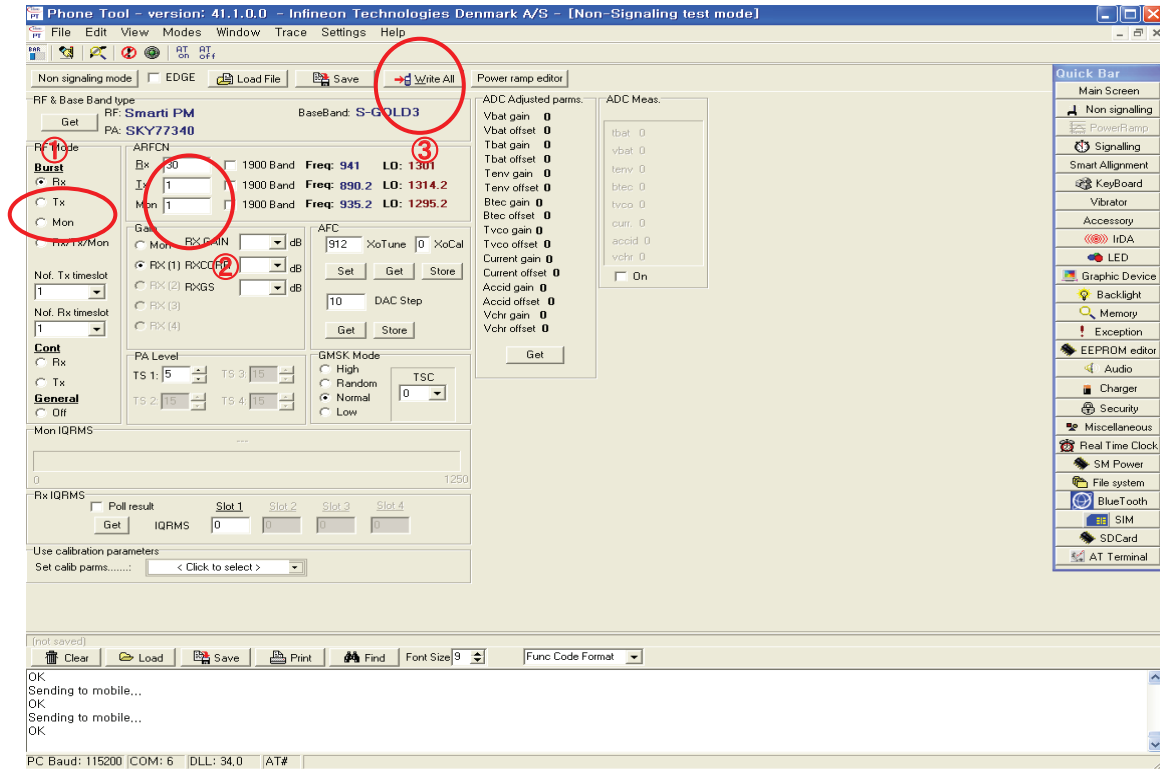 Phone Tool - version: 41.1.0.0 - Infineon Technologies Denmark A/S - [Non-Signaling test mode]
File Edit View Modes Window Trace Settings Help
BAR AT on AT off
Non signaling mode EDGE Load File Save Write All Power ramp editor
RF & Base Band type
Get RF: Smarti PM BaseBand: S-GOLD3
PA: SKY77340
① RF Mode
Burst
Rx
Tx
Mon
Rx/Tx/Mon
Nof. Tx timeslot
1
Nof. Rx timeslot
1
Cont
Rx
Tx
General
Off
ARFCN
③
Rx 30 1900 Band Freq: 941 LO: 1301
Tx 1 1900 Band Freq: 890.2 LO: 1314.2
Mon 1 1900 Band Freq: 935.2 LO: 1295.2
②
Gain
Mon RX GAIN dB
RX (1) RXCORR dB
RX (2) RXGS dB
RX (3)
RX (4)
AFC
912 XoTune 0 XoCal
Set Get Store
10 DAC Step
Get Store
PA Level
TS 1: 5 TS 3: 15
TS 2: 15 TS 4: 15
GMSK Mode
High
Random
Normal
Low
TSC
0
Mon IQRMS
---
0 1250
Rx IQRMS
Poll result Slot 1 Slot 2 Slot 3 Slot 4
Get IQRMS 0 0 0 0
Use calibration parameters
Set calib parms......: < Click to select >
ADC Adjusted parms.
Vbat gain 0
Vbat offset 0
Tbat gain 0
Tbat offset 0
Tenv gain 0
Tenv offset 0
Btec gain 0
Btec offset 0
Tvco gain 0
Tvco offset 0
Current gain 0
Current offset 0
Accid gain 0
Accid offset 0
Vchr gain 0
Vchr offset 0
Get
ADC Meas.
tbat 0
vbat 0
tenv 0
btec 0
tvco 0
curr. 0
accid 0
vchr 0
On
Quick Bar
Main Screen
Non signalling
PowerRamp
Signalling
Smart Allignment
KeyBoard
Vibrator
Accessory
IrDA
LED
Graphic Device
Backlight
Memory
Exception
EEPROM editor
Audio
Charger
Security
Miscellaneous
Real Time Clock
SM Power
File system
BlueTooth
SIM
SDCard
AT Terminal
(not saved)
Clear Load Save Print Find Font Size 9 Func Code Format
OK
Sending to mobile...
OK
Sending to mobile...
OK
PC Baud: 115200 COM: 6 DLL: 34.0 AT#